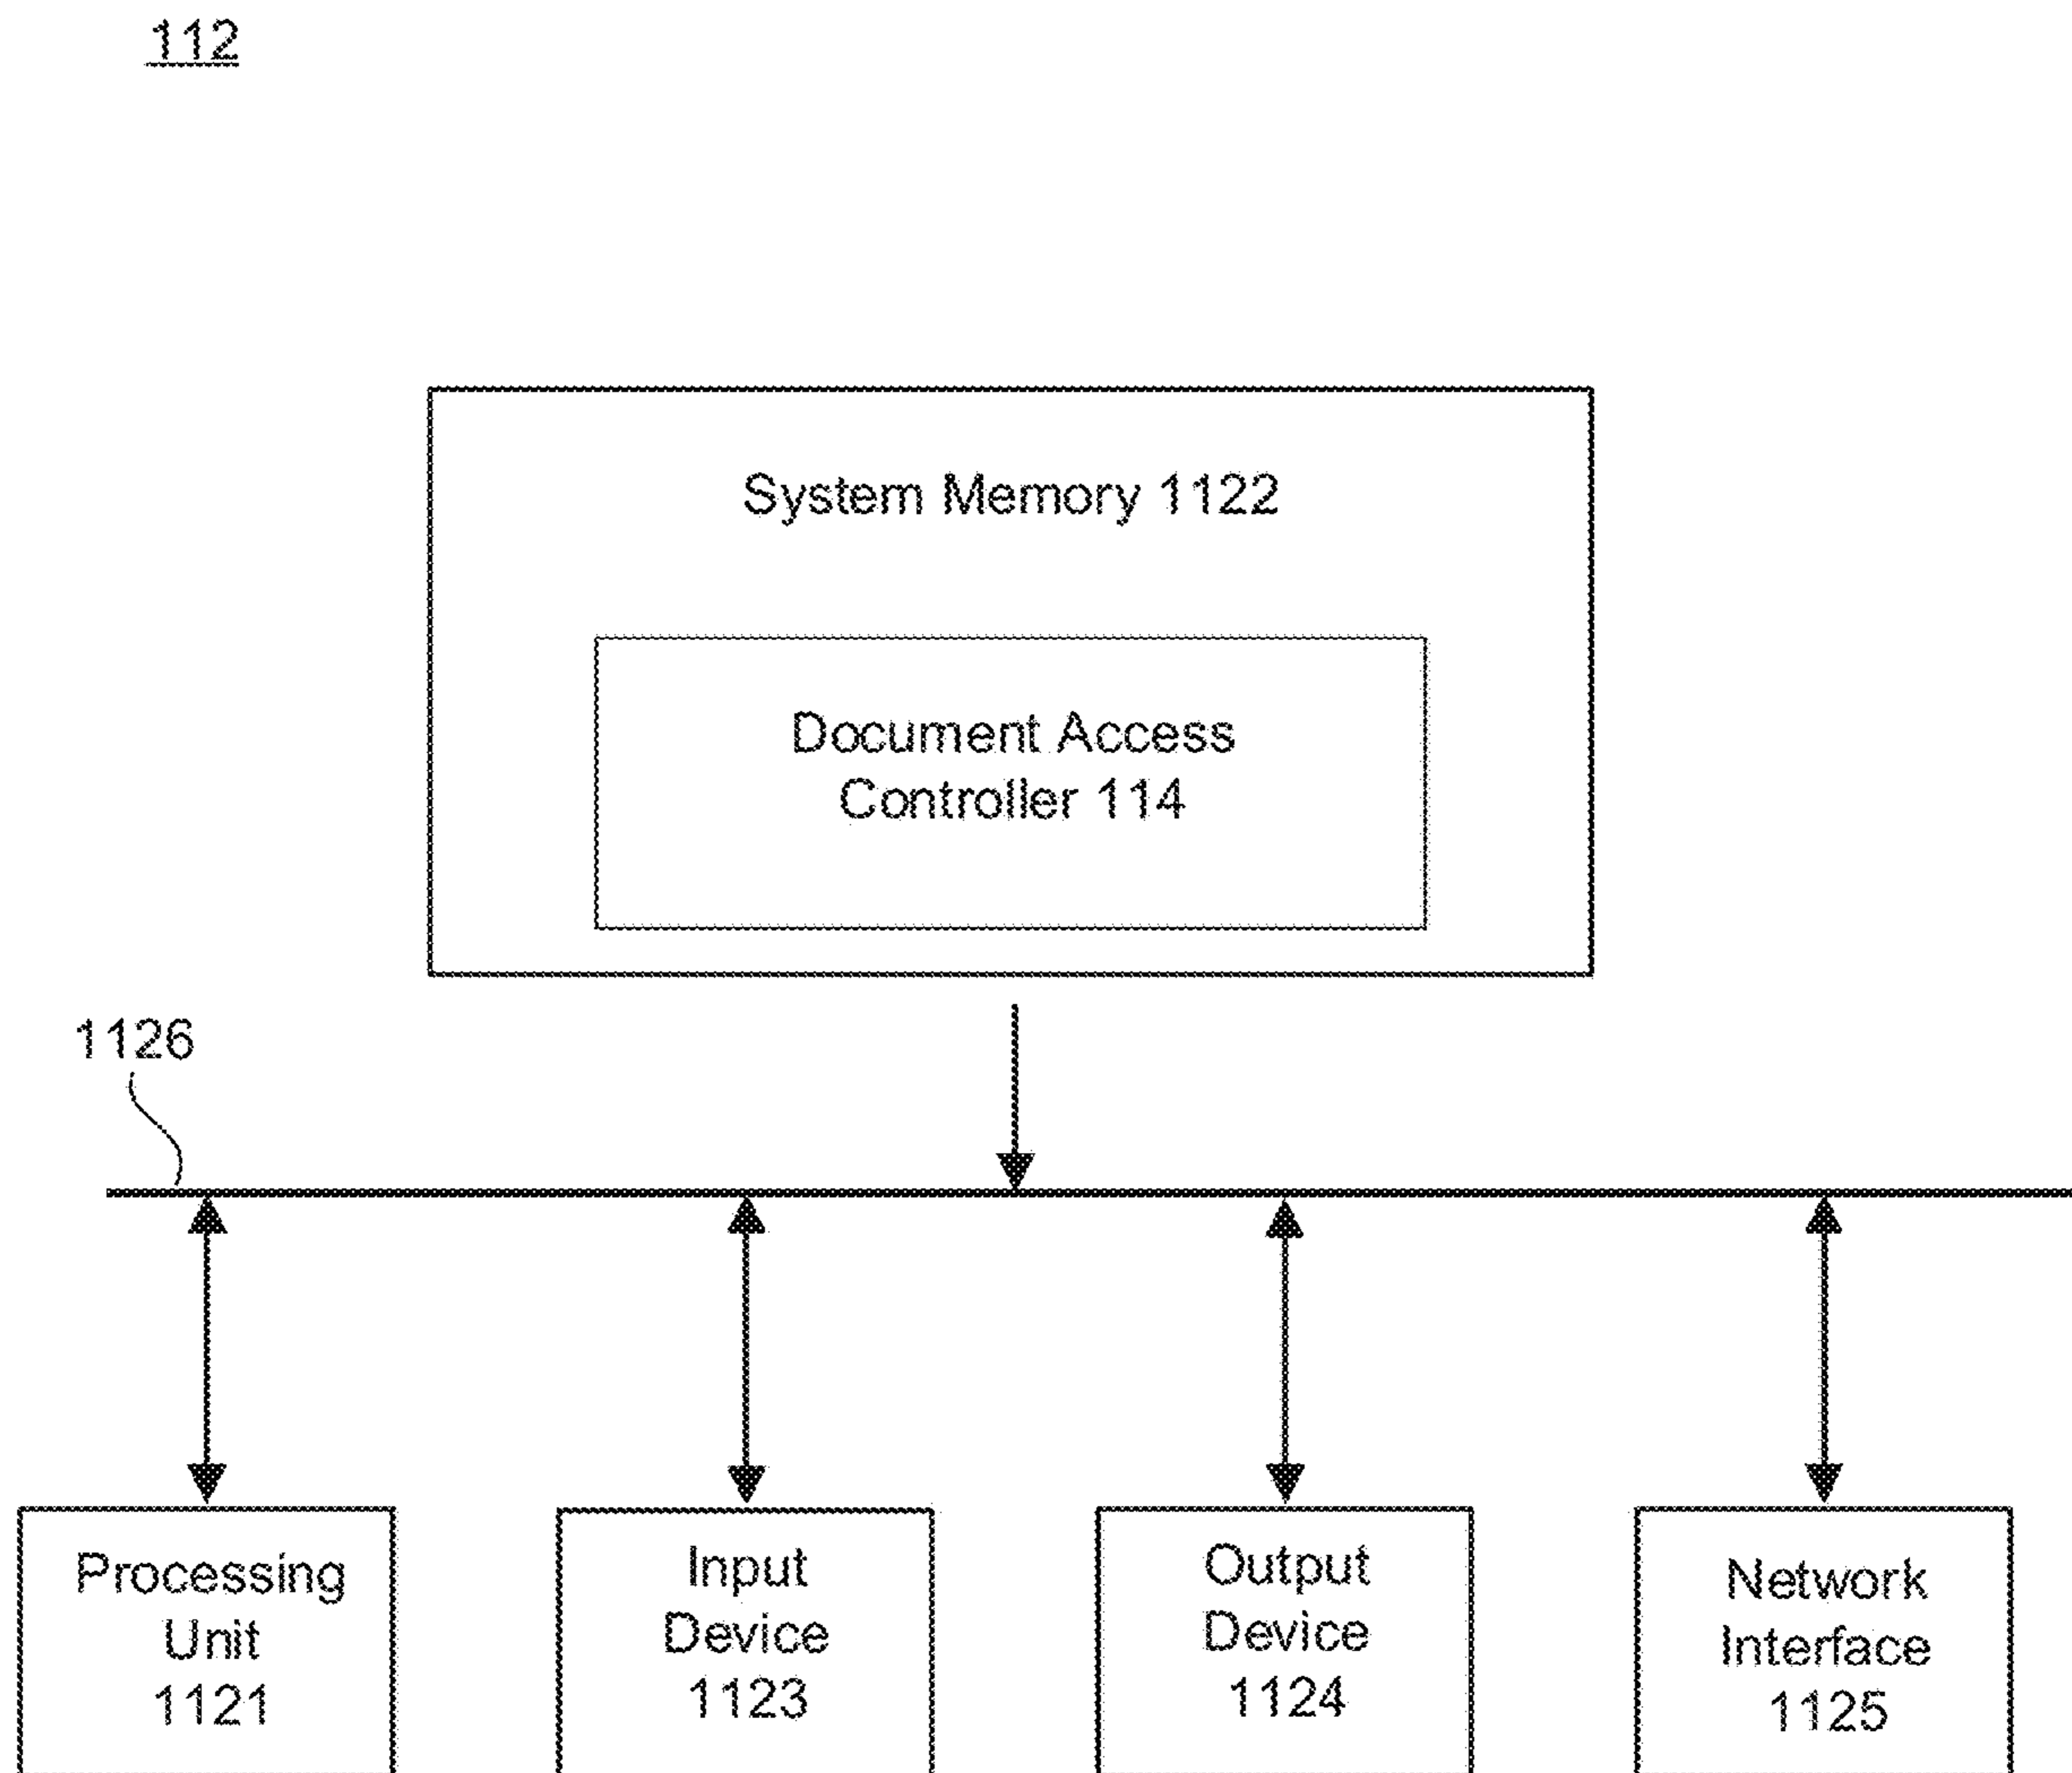 112
System Memory 1122
Document Access
Controller 114
1126
Processing
Unit
1121
Input
Device
1123
Output
Device
1124
Network
Interface
1125